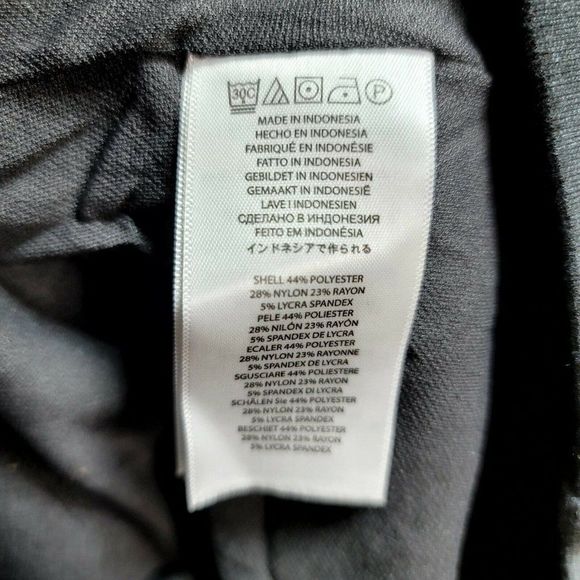 30C P
MADE IN INDONESIA
HECHO EN INDONESIA
FABRIQUÉ EN INDONÉSIE
FATTO IN INDONESIA
GEBILDET IN INDONESIEN
GEMAAKT IN INDONESIË
LAVE I INDONESIEN
СДЕЛАНО В ИНДОНЕЗИЯ
FEITO EM INDONÉSIA
インドネシアで作られる
SHELL 44% POLYESTER
28% NYLON 23% RAYON
5% LYCRA SPANDEX
PELE 44% POLIESTER
28% NILÓN 23% RAYÓN
5% SPANDEX DE LYCRA
ECALER 44% POLYESTER
28% NYLON 23% RAYONNE
5% SPANDEX DE LYCRA
SGUSCIARE 44% POLIESTERE
28% NYLON 23% RAYON
5% SPANDEX DI LYCRA
SCHÄLEN Sie 44% POLYESTER
28% NYLON 23% RAYON
5% LYCRA SPANDEX
BESCHIET 44% POLYESTER
28% NYLON 23% RAYON
5% LYCRA SPANDEX